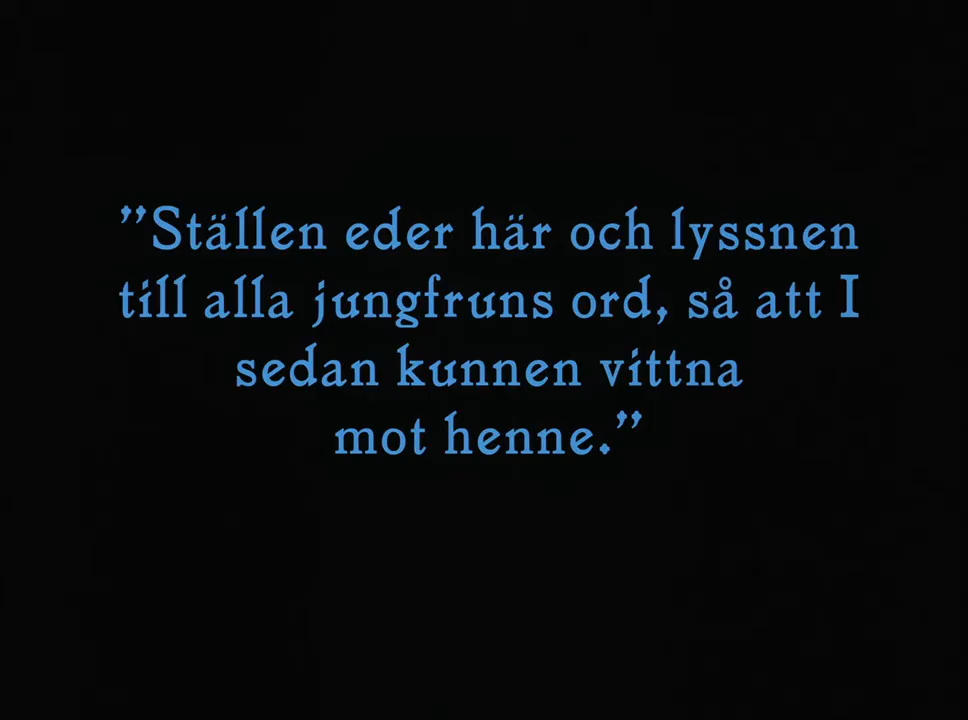 ”Ställen eder här och lyssnen
till alla jungfruns ord, så att I
sedan kunnen vittna
mot henne.”